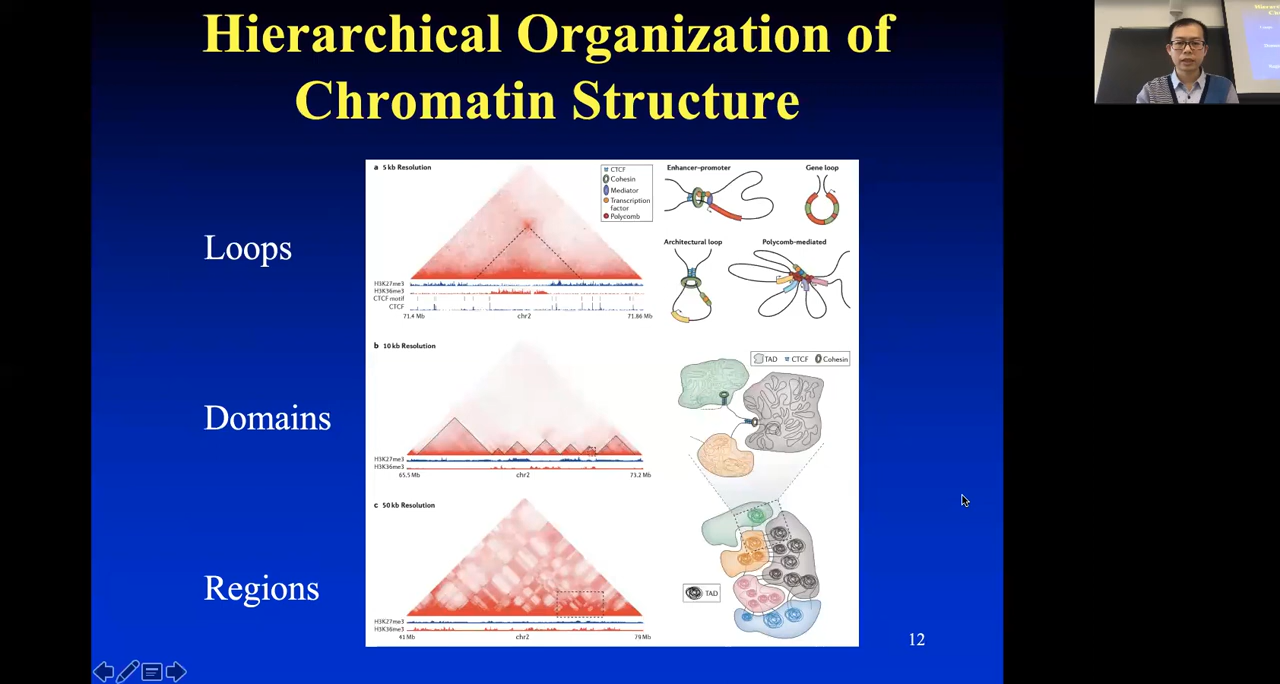 Hierarchical Organization of
Chromatin Structure
Loops
Domains
Regions
a 5 kb Resolution
CTCF
Cohesin
Mediator
Transcription
factor
Polycomb
H3K27me3
H3K36me3
CTCF motif
CTCF
71.4 Mb
chr2
71.86 Mb
Enhancer–promoter
Gene loop
Architectural loop
Polycomb-mediated
b 10 kb Resolution
H3K27me3
H3K36me3
65.5 Mb
chr2
73.2 Mb
TAD
CTCF
Cohesin
c 50 kb Resolution
H3K27me3
H3K36me3
41 Mb
chr2
79 Mb
TAD
12